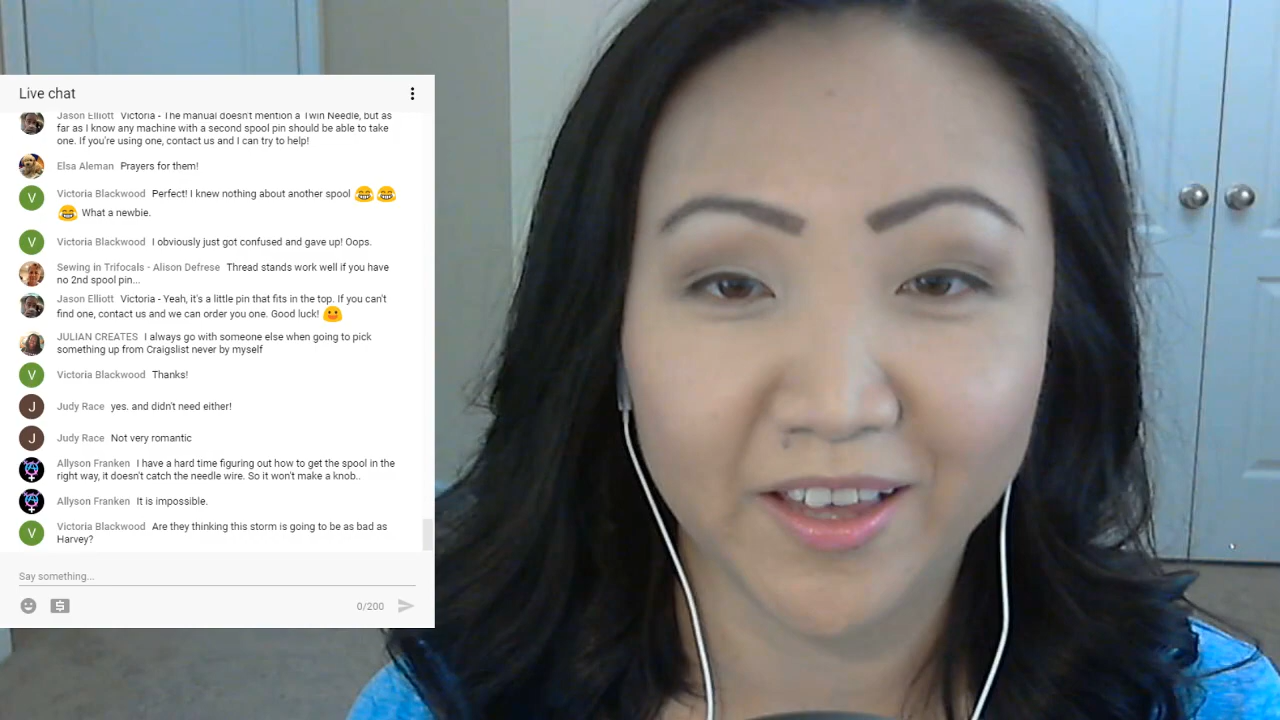 Live chat
Jason Elliott Victoria - The manual doesn't mention a Twin Needle, but as
far as I know any machine with a second spool pin should be able to take
one. If you're using one, contact us and I can try to help!
Elsa Aleman Prayers for them!
Victoria Blackwood Perfect! I knew nothing about another spool
What a newbie.
Victoria Blackwood I obviously just got confused and gave up! Oops.
Sewing in Trifocals - Alison Defrese Thread stands work well if you have
no 2nd spool pin...
Jason Elliott Victoria - Yeah, it's a little pin that fits in the top. If you can't
find one, contact us and we can order you one. Good luck!
JULIAN CREATES I always go with someone else when going to pick
something up from Craigslist never by myself
V Victoria Blackwood Thanks!
J Judy Race yes. and didn't need either!
J Judy Race Not very romantic
Allyson Franken I have a hard time figuring out how to get the spool in the
right way, it doesn't catch the needle wire. So it won't make a knob..
Allyson Franken It is impossible.
V Victoria Blackwood Are they thinking this storm is going to be as bad as
Harvey?
Say something...
0/200